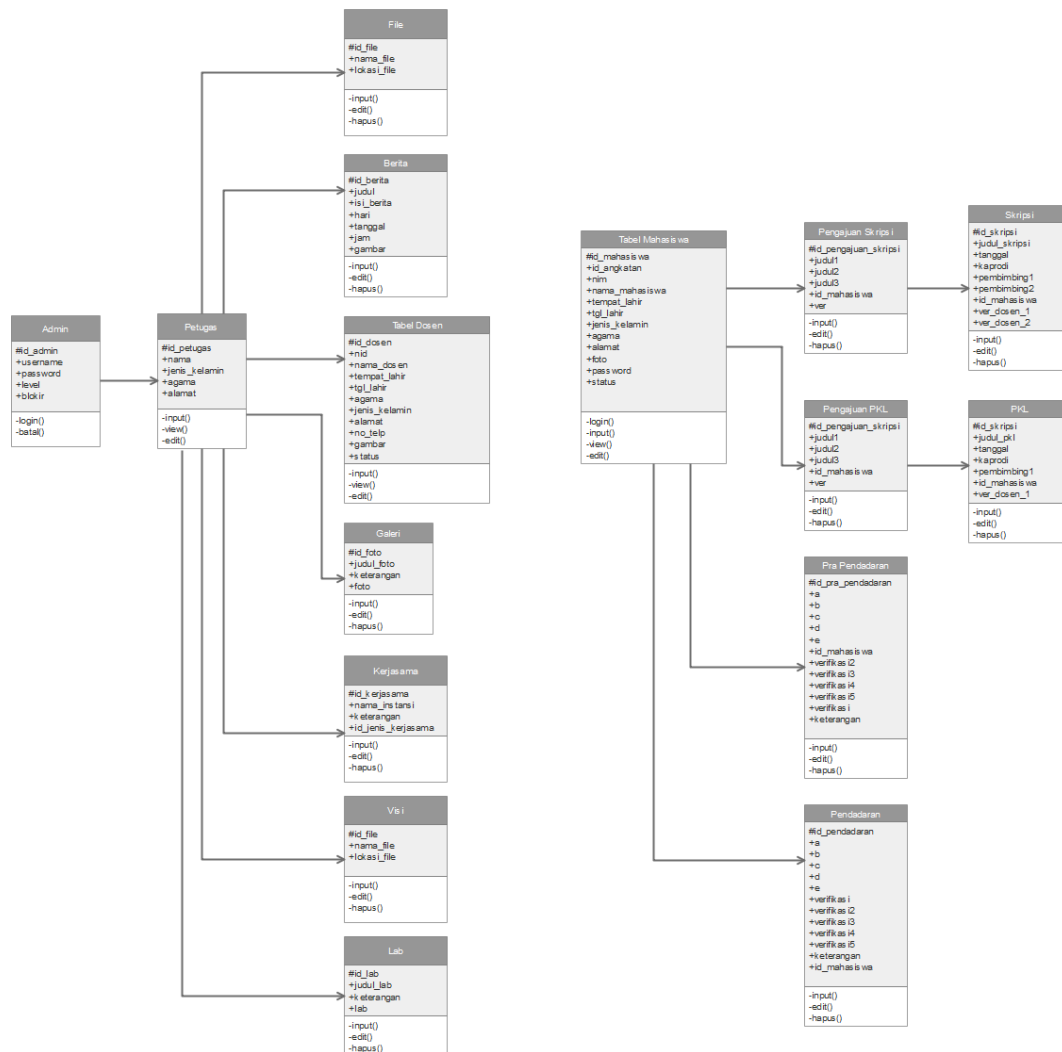 File
#id_file
+nama_file
+lokasi_file
-input()
-edit()
-hapus()
Berita
#id_berita
+judul
+isi_berita
+hari
+tanggal
+jam
+gambar
-input()
-edit()
-hapus()
Admin
#id_admin
+username
+password
+level
+blokir
-login()
-batal()
Petugas
#id_petugas
+nama
+jenis_kelamin
+agama
+alamat
-input()
-view()
-edit()
Tabel Dosen
#id_dosen
+nid
+nama_dosen
+tempat_lahir
+tgl_lahir
+agama
+jenis_kelamin
+alamat
+no_telp
+gambar
+status
-input()
-view()
-edit()
Galeri
#id_foto
+judul_foto
+keterangan
+foto
-input()
-edit()
-hapus()
Kerjasama
#id_kerjasama
+nama_instansi
+keterangan
+id_jenis_kerjasama
-input()
-edit()
-hapus()
Visi
#id_file
+nama_file
+lokasi_file
-input()
-edit()
-hapus()
Lab
#id_lab
+judul_lab
+keterangan
+lab
-input()
-edit()
-hapus()
Tabel Mahasiswa
#id_mahasiswa
+id_angkatan
+nim
+nama_mahasiswa
+tempat_lahir
+tgl_lahir
+jenis_kelamin
+agama
+alamat
+foto
+password
+status
-login()
-input()
-view()
-edit()
Pengajuan Skripsi
#id_pengajuan_skripsi
+judul1
+judul2
+judul3
+id_mahasiswa
+ver
-input()
-edit()
-hapus()
Skripsi
#id_skripsi
+judul_skripsi
+tanggal
+kaprodi
+pembimbing1
+pembimbing2
+id_mahasiswa
+ver_dosen_1
+ver_dosen_2
-input()
-edit()
-hapus()
Pengajuan PKL
#id_pengajuan_skripsi
+judul1
+judul2
+judul3
+id_mahasiswa
+ver
-input()
-edit()
-hapus()
PKL
#id_skripsi
+judul_pkl
+tanggal
+kaprodi
+pembimbing1
+id_mahasiswa
+ver_dosen_1
-input()
-edit()
-hapus()
Pra Pendadaran
#id_pra_pendadaran
+a
+b
+c
+d
+e
+id_mahasiswa
+verifikasi2
+verifikasi3
+verifikasi4
+verifikasi5
+verifikasi
+keterangan
-input()
-edit()
-hapus()
Pendadaran
#id_pendadaran
+a
+b
+c
+d
+e
+verifikasi
+verifikasi2
+verifikasi3
+verifikasi4
+verifikasi5
+keterangan
+id_mahasiswa
-input()
-edit()
-hapus()